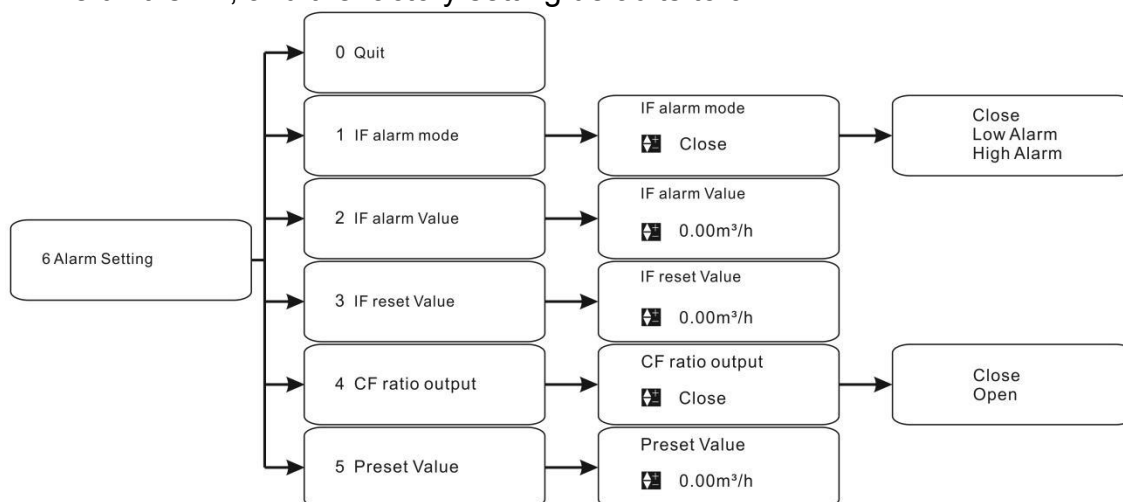 0 Quit
1 IF alarm mode
IF alarm mode
Close
Close
Low Alarm
High Alarm
2 IF alarm Value
IF alarm Value
0.00m³/h
6 Alarm Setting
3 IF reset Value
IF reset Value
0.00m³/h
4 CF ratio output
CF ratio output
Close
Close
Open
5 Preset Value
Preset Value
0.00m³/h